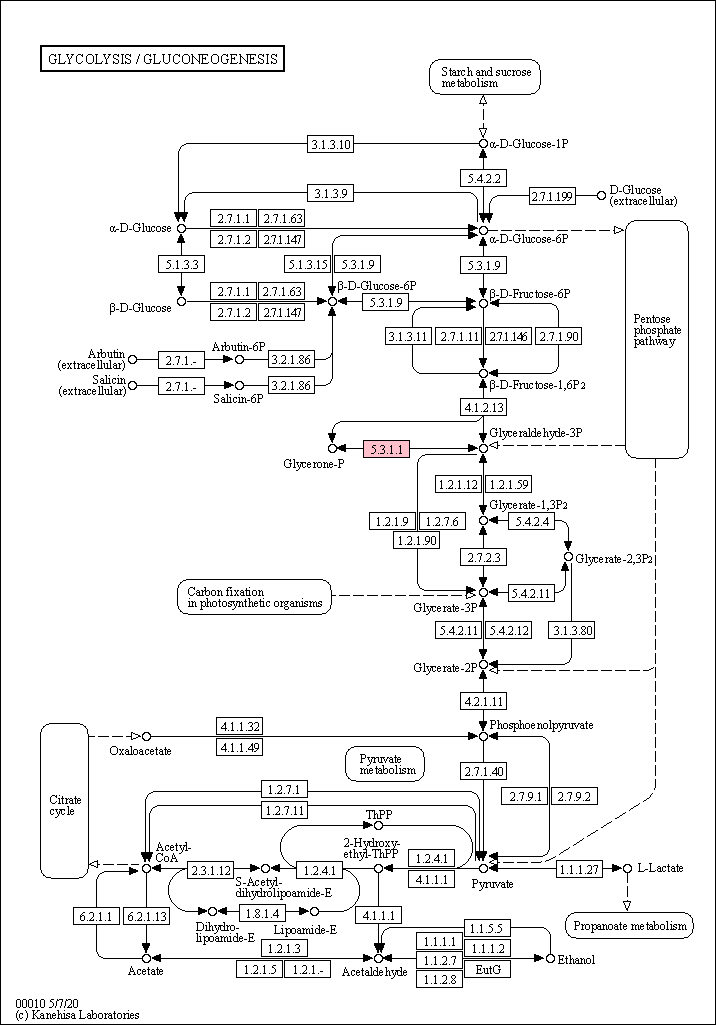 GLYCOLYSIS / GLUCONEOGENESIS
Starch and sucrose
metabolism
3.1.3.10
α-D-Glucose-1P
5.4.2.2
3.1.3.9
2.7.1.199
D-Glucose
(extracellular)
α-D-Glucose
2.7.1.1
2.7.1.63
2.7.1.2
2.7.1.147
α-D-Glucose-6P
5.1.3.3
5.1.3.15
5.3.1.9
5.3.1.9
β-D-Glucose-6P
β-D-Fructose-6P
β-D-Glucose
2.7.1.1
2.7.1.63
2.7.1.2
2.7.1.147
5.3.1.9
Pentose
phosphate
pathway
3.1.3.11
2.7.1.11
2.7.1.146
2.7.1.90
Arbutin
(extracellular)
2.7.1.-
Arbutin-6P
3.2.1.86
Salicin
(extracellular)
2.7.1.-
Salicin-6P
3.2.1.86
β-D-Fructose-1,6P2
4.1.2.13
Glyceraldehyde-3P
5.3.1.1
Glycerone-P
1.2.1.12
1.2.1.59
Glycerate-1,3P2
1.2.1.9
1.2.7.6
1.2.1.90
5.4.2.4
2.7.2.3
Glycerate-2,3P2
Carbon fixation
in photosynthetic organisms
5.4.2.11
Glycerate-3P
5.4.2.11
5.4.2.12
3.1.3.80
Glycerate-2P
4.2.1.11
Phosphoenolpyruvate
4.1.1.32
Oxaloacetate
4.1.1.49
Pyruvate
metabolism
2.7.1.40
Citrate
cycle
1.2.7.1
2.7.9.1
2.7.9.2
1.2.7.11
ThPP
Acetyl-
CoA
2-Hydroxy-
ethyl-ThPP
2.3.1.12
1.2.4.1
1.2.4.1
4.1.1.1
Pyruvate
1.1.1.27
L-Lactate
S-Acetyl-
dihydrolipoamide-E
6.2.1.1
6.2.1.13
1.8.1.4
Dihydro-
lipoamide-E
Lipoamide-E
4.1.1.1
Propanoate metabolism
1.1.5.5
1.2.1.3
1.1.1.1
1.1.1.2
Acetate
1.2.1.5
1.2.1.-
Acetaldehyde
1.1.2.7
Ethanol
1.1.2.8
EutG
00010 5/7/20
(c) Kanehisa Laboratories